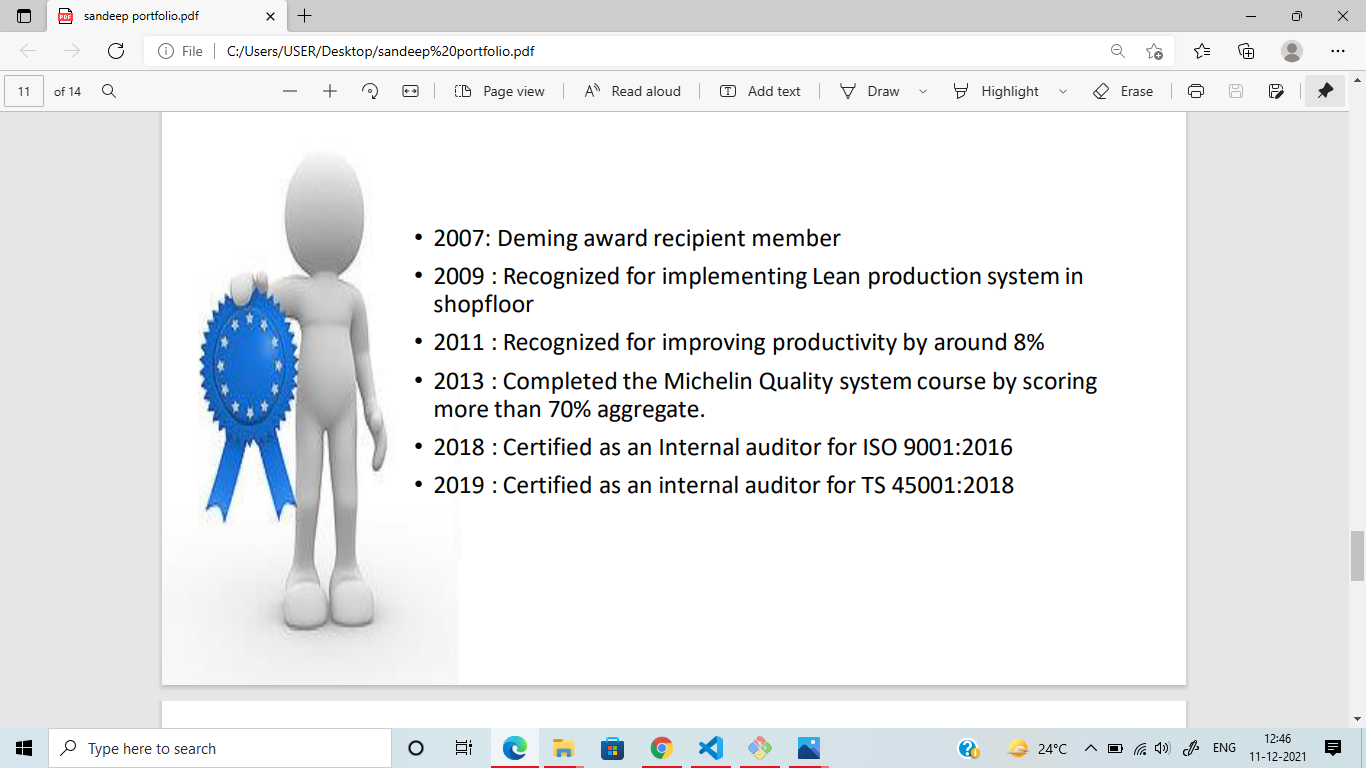 sandeep portfolio.pdf
File
C:/Users/USER/Desktop/sandeep%20portfolio.pdf
11 of 14
Page view
Read aloud
Add text
Draw
Highlight
Erase
• 2007: Deming award recipient member
• 2009 : Recognized for implementing Lean production system in
shopfloor
• 2011 : Recognized for improving productivity by around 8%
• 2013 : Completed the Michelin Quality system course by scoring
more than 70% aggregate.
• 2018 : Certified as an Internal auditor for ISO 9001:2016
• 2019 : Certified as an internal auditor for TS 45001:2018
Type here to search
24°C
ENG
12:46
11-12-2021